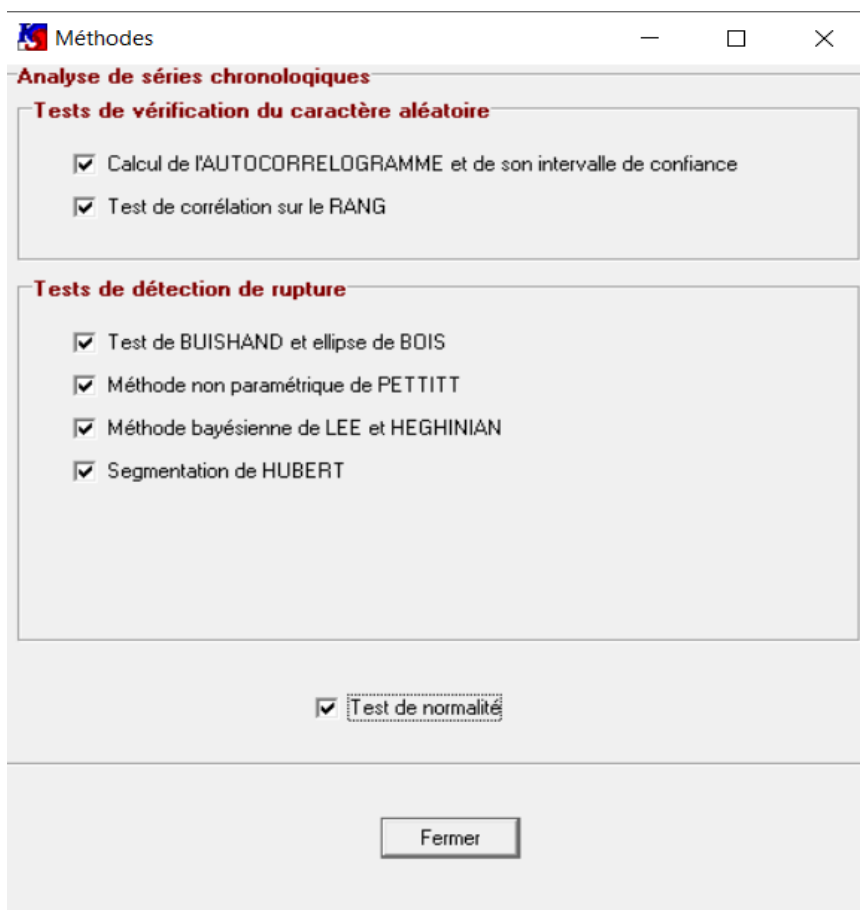 Méthodes
Analyse de séries chronologiques
Tests de vérification du caractère aléatoire
Calcul de l'AUTOCORRELOGRAMME et de son intervalle de confiance
Test de corrélation sur le RANG
Tests de détection de rupture
Test de BUISHAND et ellipse de BOIS
Méthode non paramétrique de PETTITT
Méthode bayésienne de LEE et HEGHINIAN
Segmentation de HUBERT
Test de normalité
Fermer